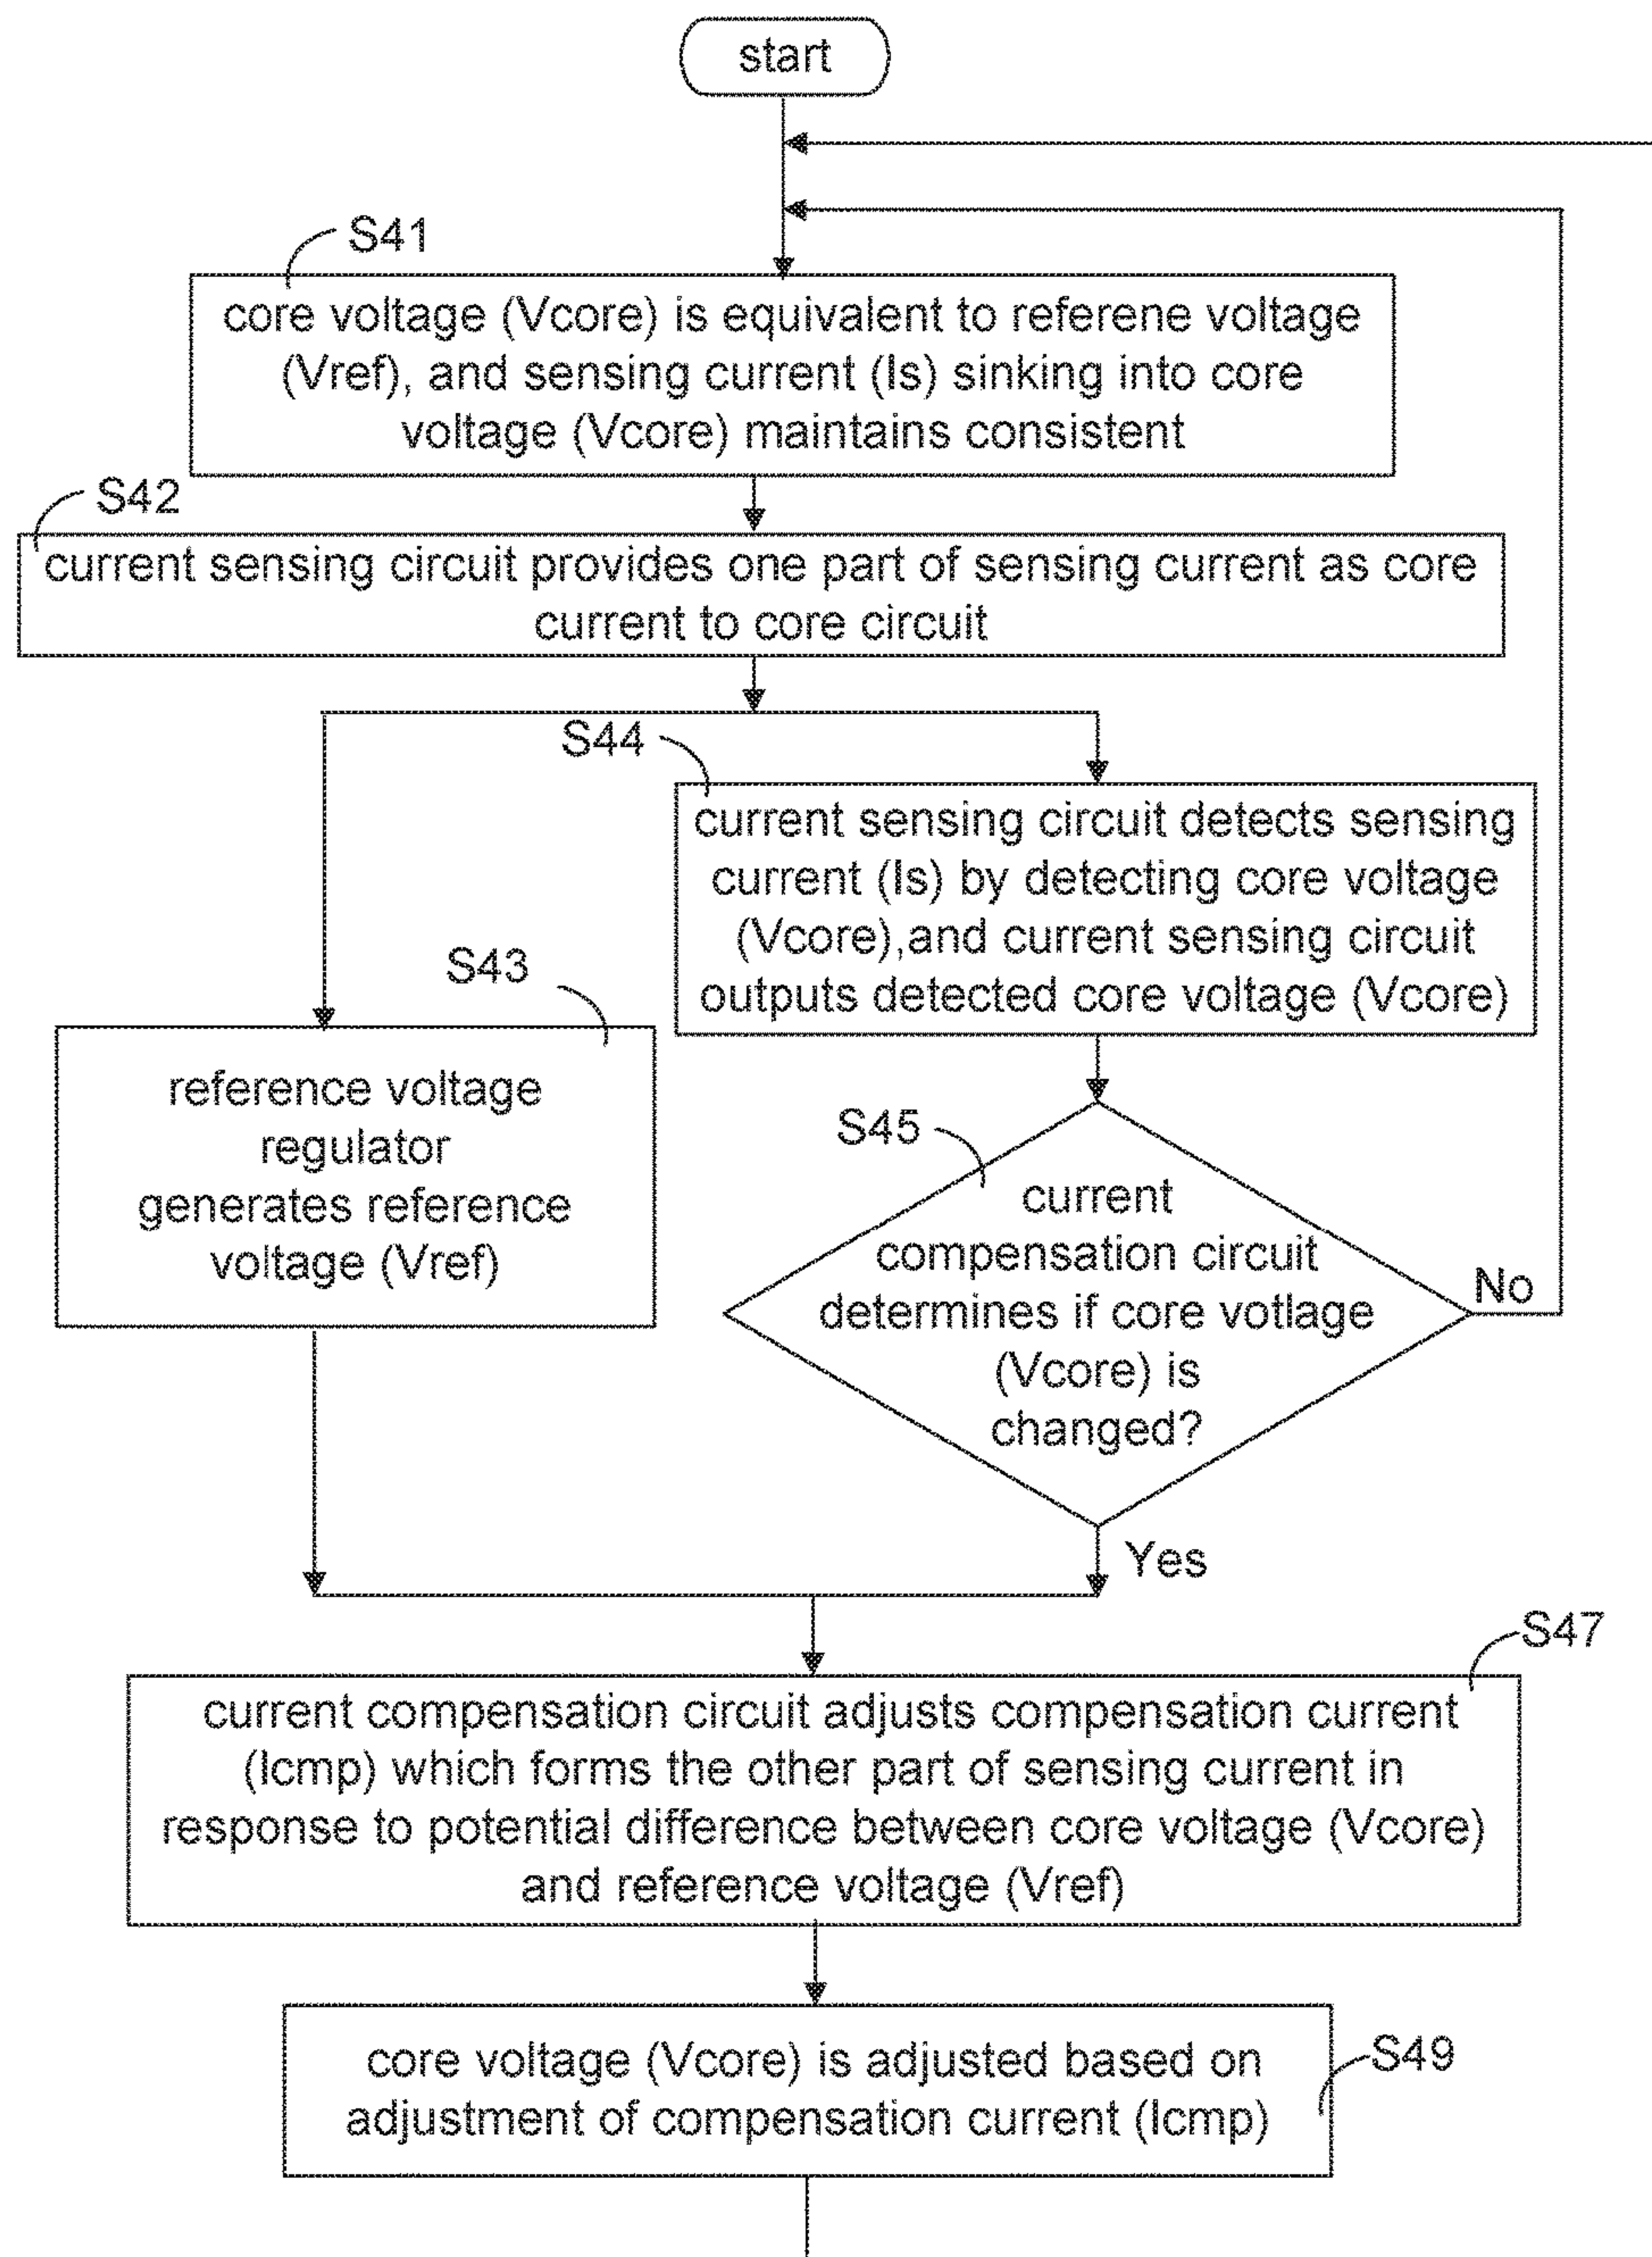 start
S41
core voltage (Vcore) is equivalent to referene voltage
(Vref), and sensing current (Is) sinking into core
voltage (Vcore) maintains consistent
S42
current sensing circuit provides one part of sensing current as core
current to core circuit
S44
current sensing circuit detects sensing
current (Is) by detecting core voltage
(Vcore),and current sensing circuit
outputs detected core voltage (Vcore)
S43
reference voltage
regulator
generates reference
voltage (Vref)
S45
current
compensation circuit
determines if core votlage
(Vcore) is
changed?
No
Yes
S47
current compensation circuit adjusts compensation current
(Icmp) which forms the other part of sensing current in
response to potential difference between core voltage (Vcore)
and reference voltage (Vref)
S49
core voltage (Vcore) is adjusted based on
adjustment of compensation current (Icmp)